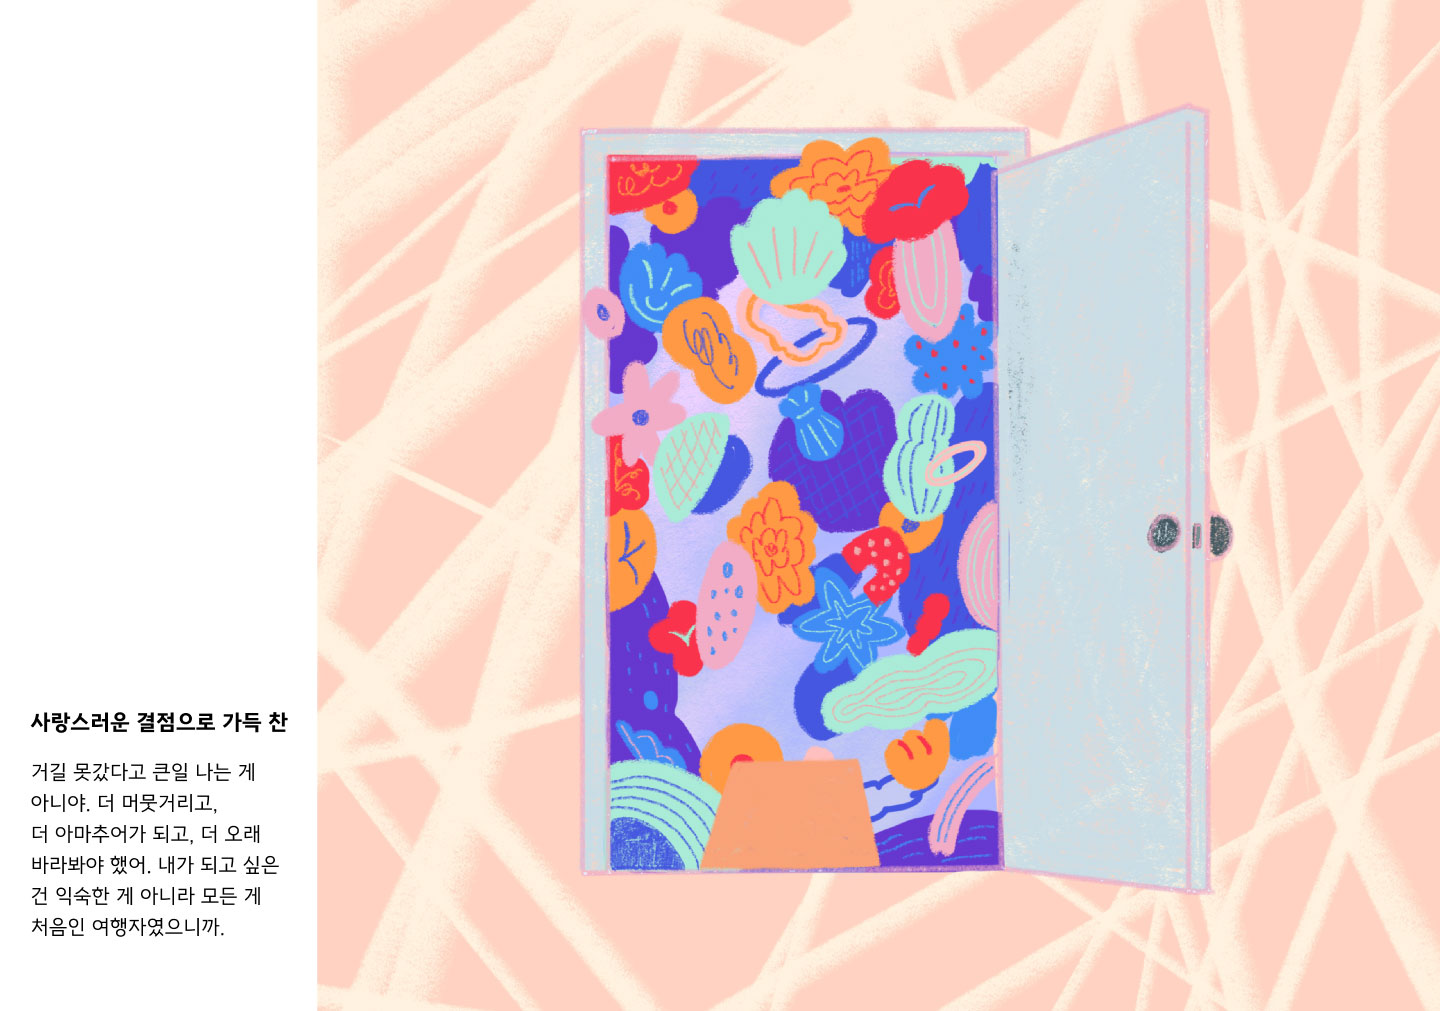 사랑스러운 결점으로 가득 찬
거길 못갔다고 큰일 나는 게
아니야. 더 머뭇거리고,
더 아마추어가 되고, 더 오래
바라봐야 했어. 내가 되고 싶은
건 익숙한 게 아니라 모든 게
처음인 여행자였으니까.